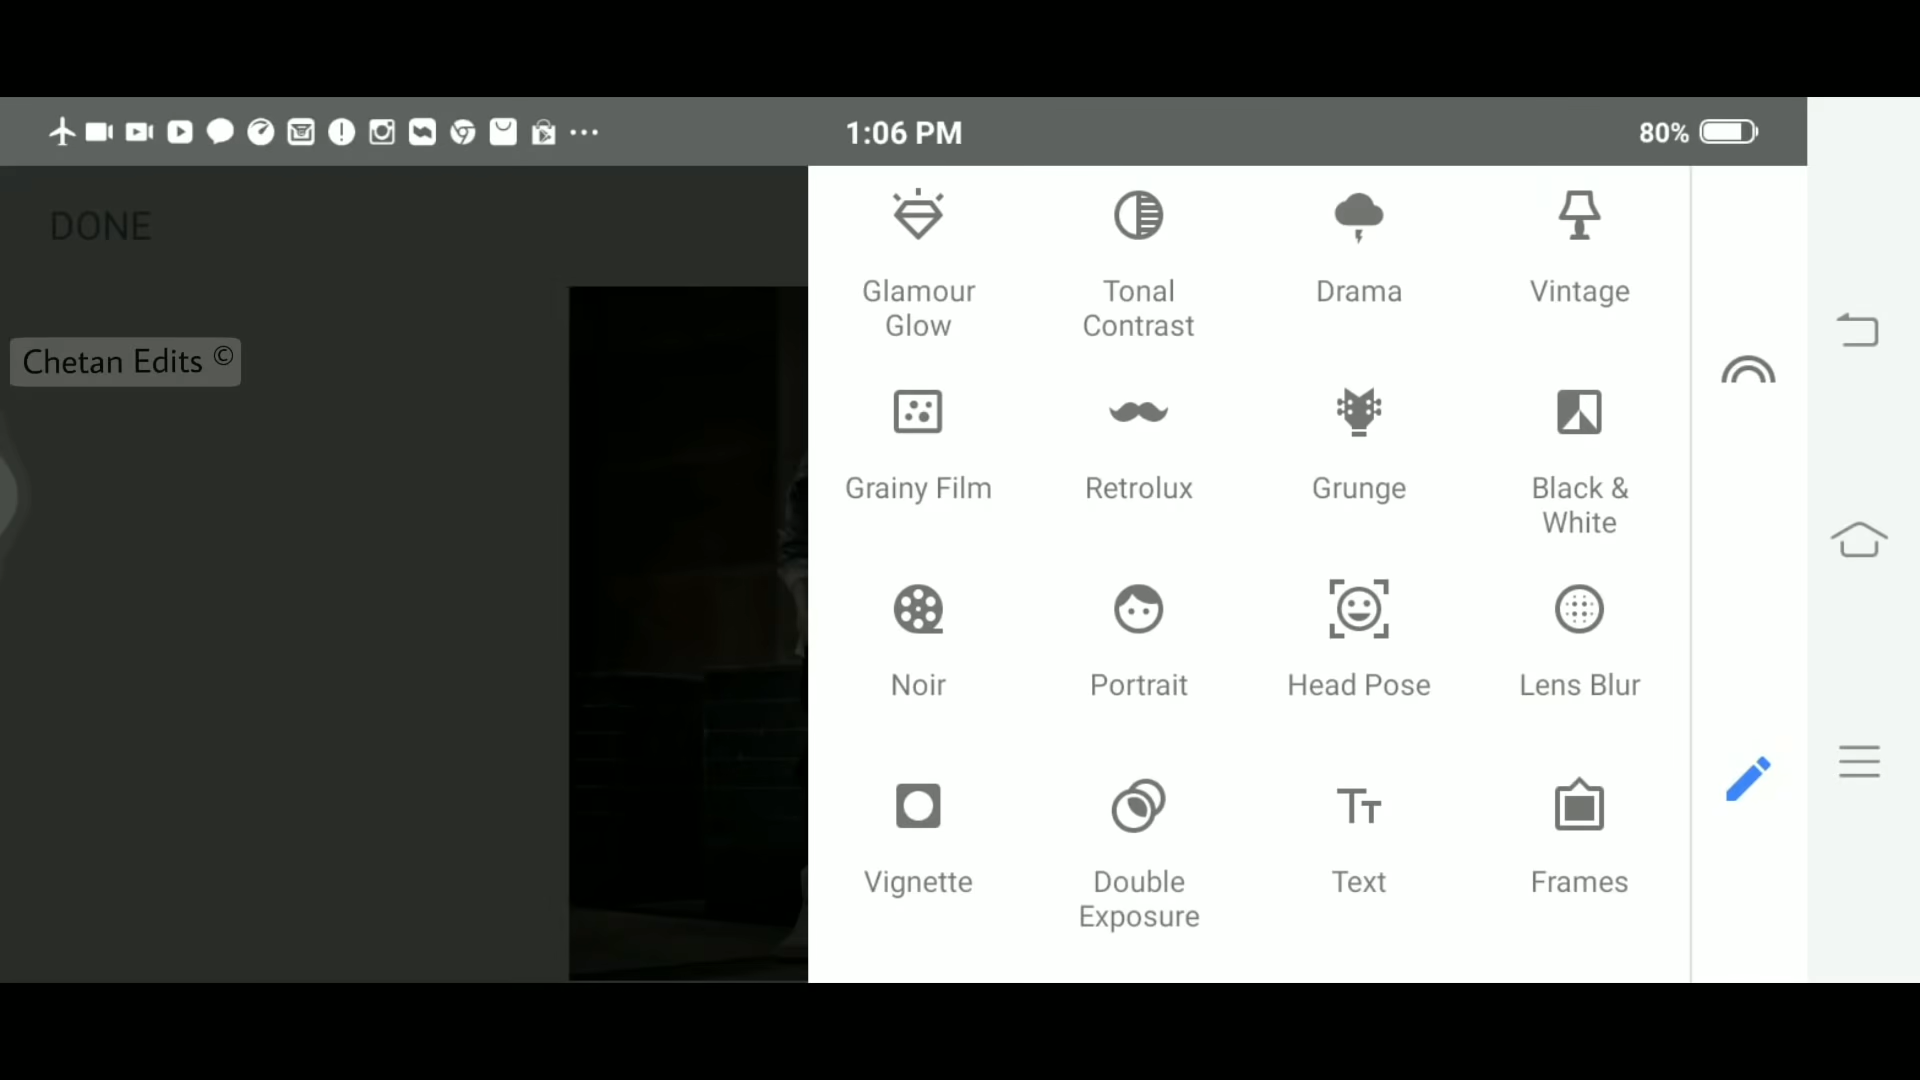 1:06 PM
80%
DONE
Chetan Edits ©
Glamour
Glow
Tonal
Contrast
Drama
Vintage
Grainy Film
Retrolux
Grunge
Black &
White
Noir
Portrait
Head Pose
Lens Blur
Vignette
Double
Exposure
Text
Frames